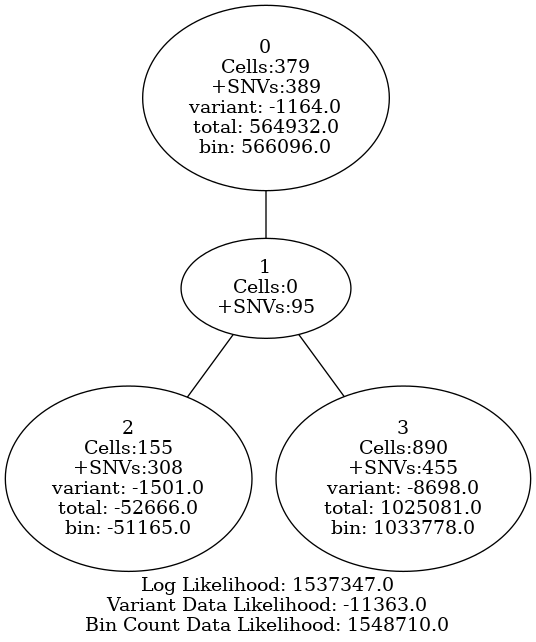 0
Cells:379
+SNVs:389
variant: -1164.0
total: 564932.0
bin: 566096.0
1
Cells:0
+SNVs:95
2
Cells:155
+SNVs:308
variant: -1501.0
total: -52666.0
bin: -51165.0
3
Cells:890
+SNVs:455
variant: -8698.0
total: 1025081.0
bin: 1033778.0
Log Likelihood: 1537347.0
Variant Data Likelihood: -11363.0
Bin Count Data Likelihood: 1548710.0